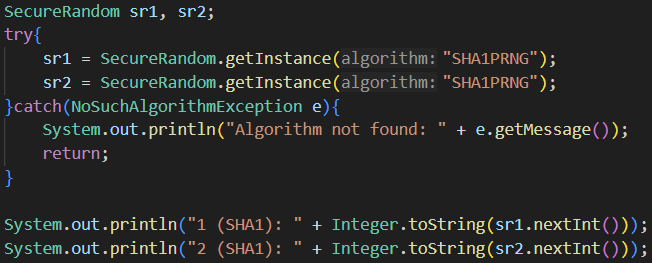 SecureRandom sr1, sr2;
try{
    sr1 = SecureRandom.getInstance(algorithm: "SHA1PRNG");
    sr2 = SecureRandom.getInstance(algorithm: "SHA1PRNG");
}catch(NoSuchAlgorithmException e){
    System.out.println("Algorithm not found: " + e.getMessage());
    return;
}

System.out.println("1 (SHA1): " + Integer.toString(sr1.nextInt()));
System.out.println("2 (SHA1): " + Integer.toString(sr2.nextInt()));